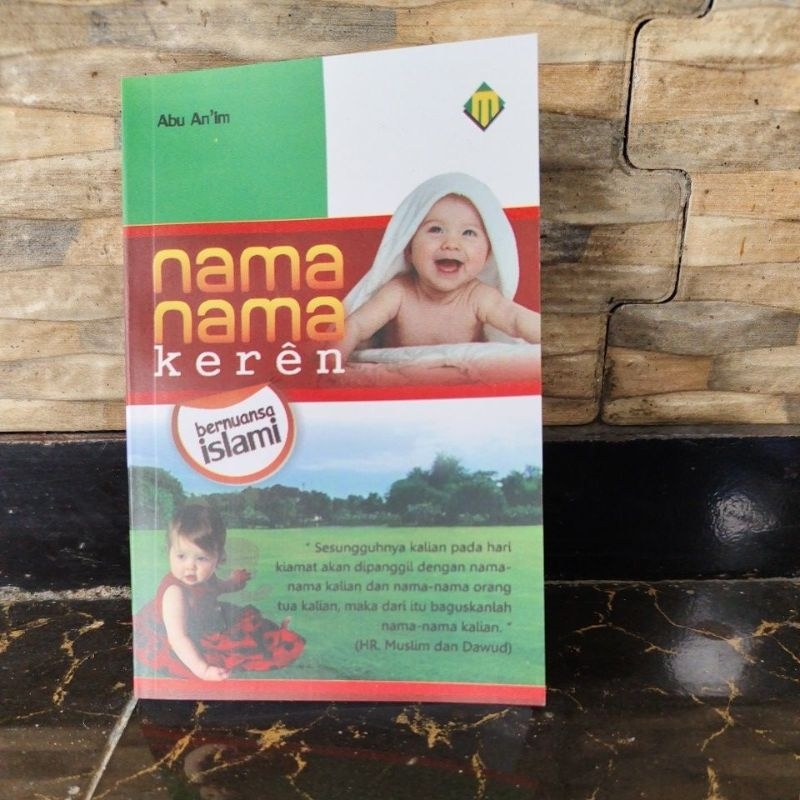 Abu An'im
nama
nama
kerên
bernuansa
islami
" Sesungguhnya kalian pada hari
kiamat akan dipanggil dengan nama-
nama kalian dan nama-nama orang
tua kalian, maka dari itu baguskanlah
nama-nama kalian. "
(HR. Muslim dan Dawud)